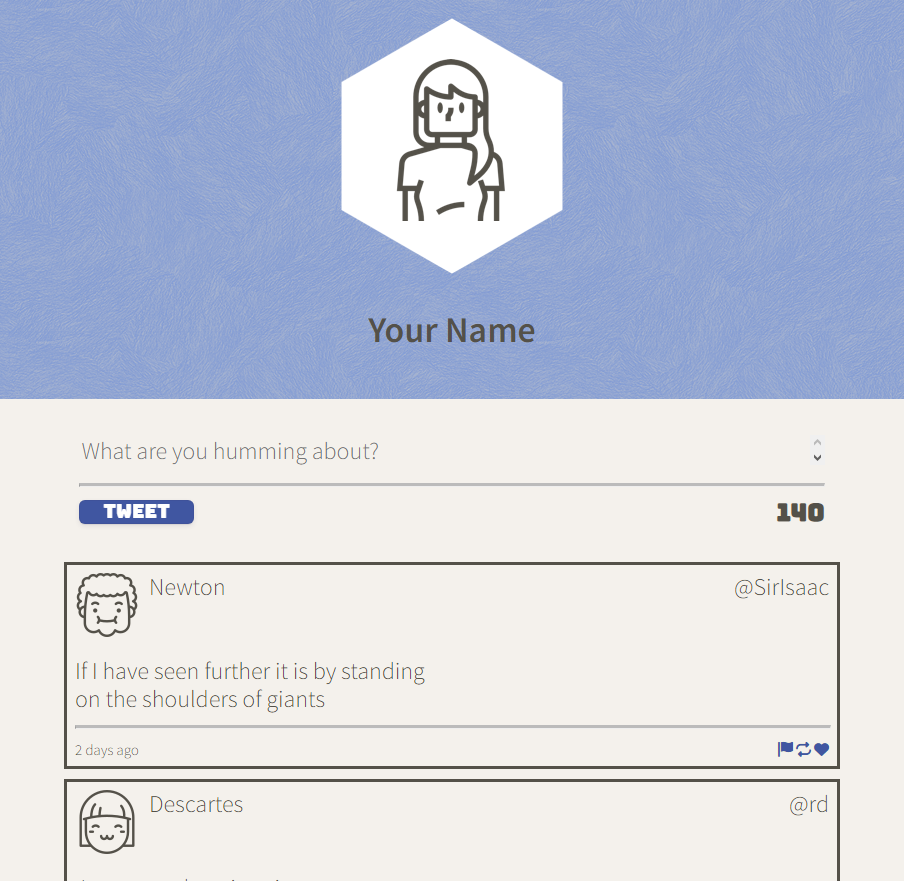 Your Name
What are you humming about?
TWEET
140
Newton
@SirIsaac
If I have seen further it is by standing
on the shoulders of giants
2 days ago
Descartes
@rd